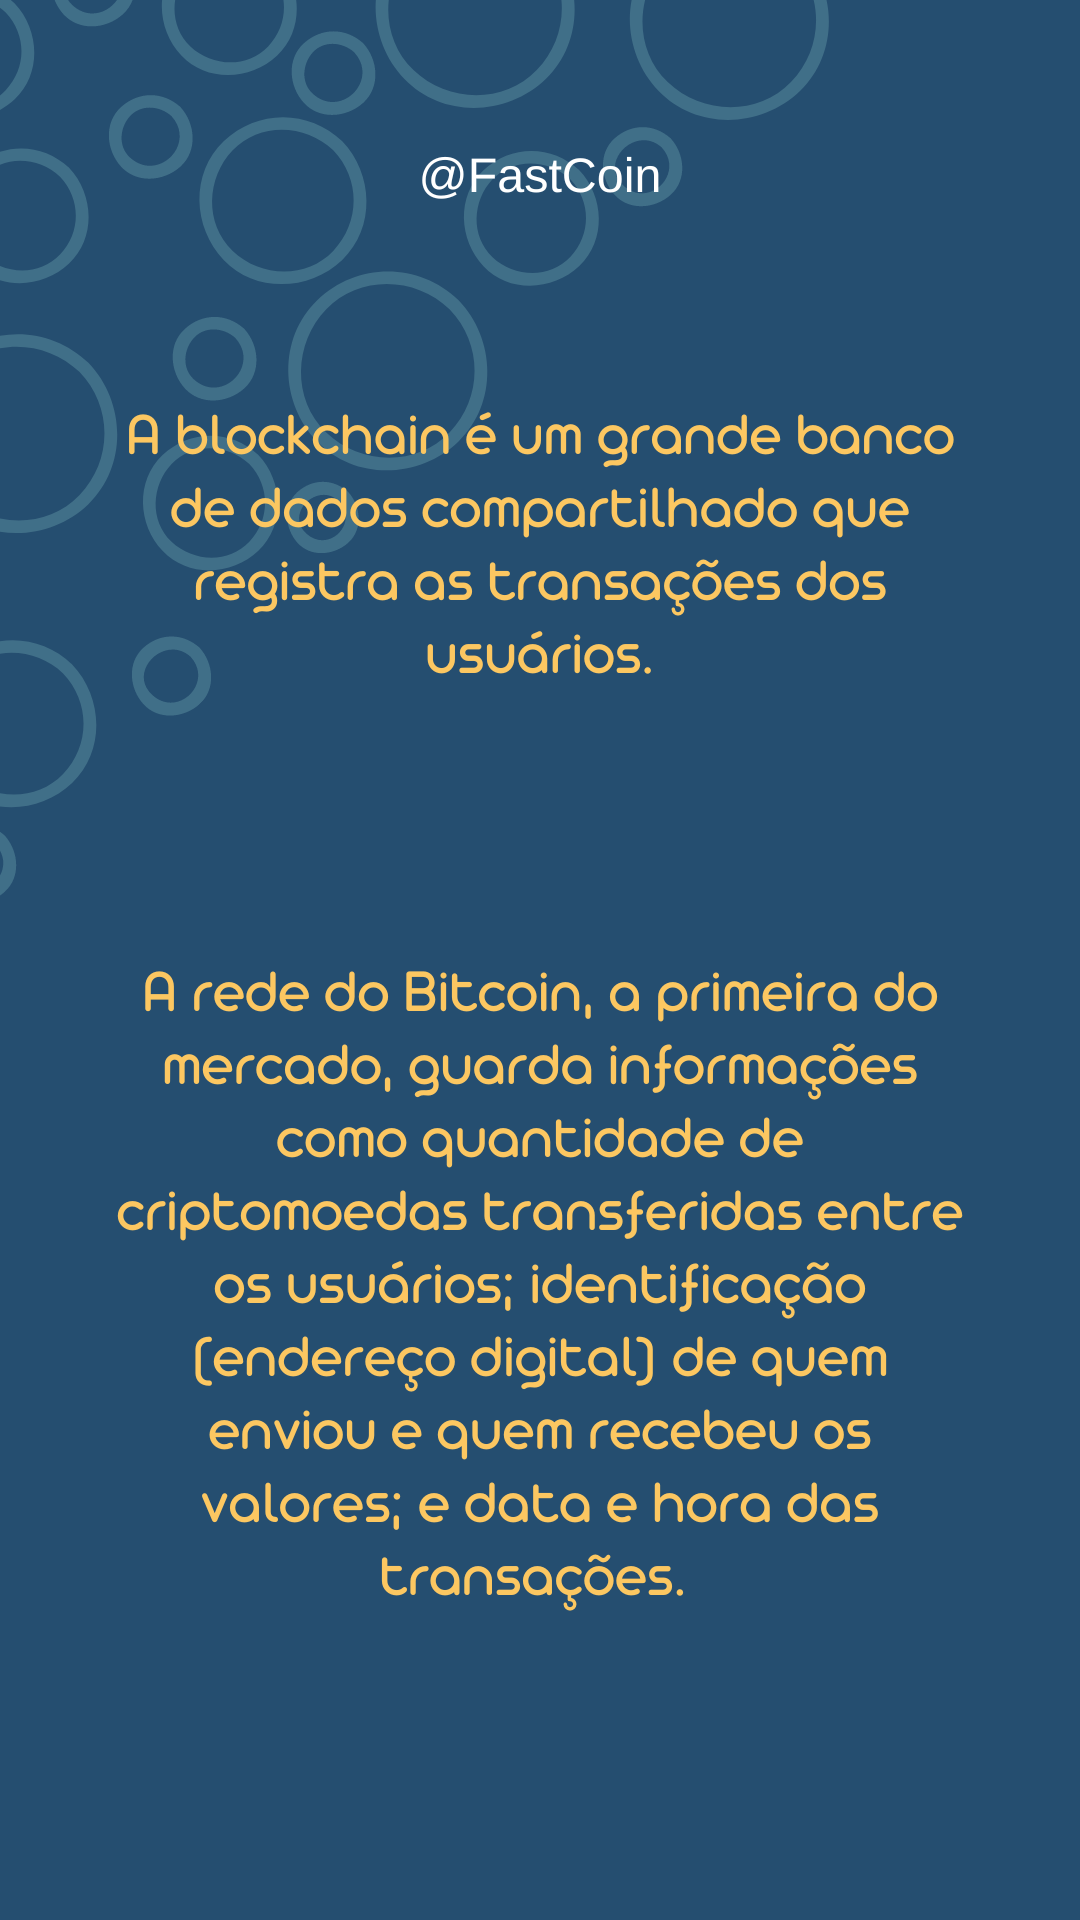 @FastCoin
A blockchain é um grande banco
de dados compartilhado que
registra as transações dos
usuários.
A rede do Bitcoin, a primeira do
mercado, guarda informações
como quantidade de
criptomoedas transferidas entre
os usuários; identificação
(endereço digital) de quem
enviou e quem recebeu os
valores; e data e hora das
transações.